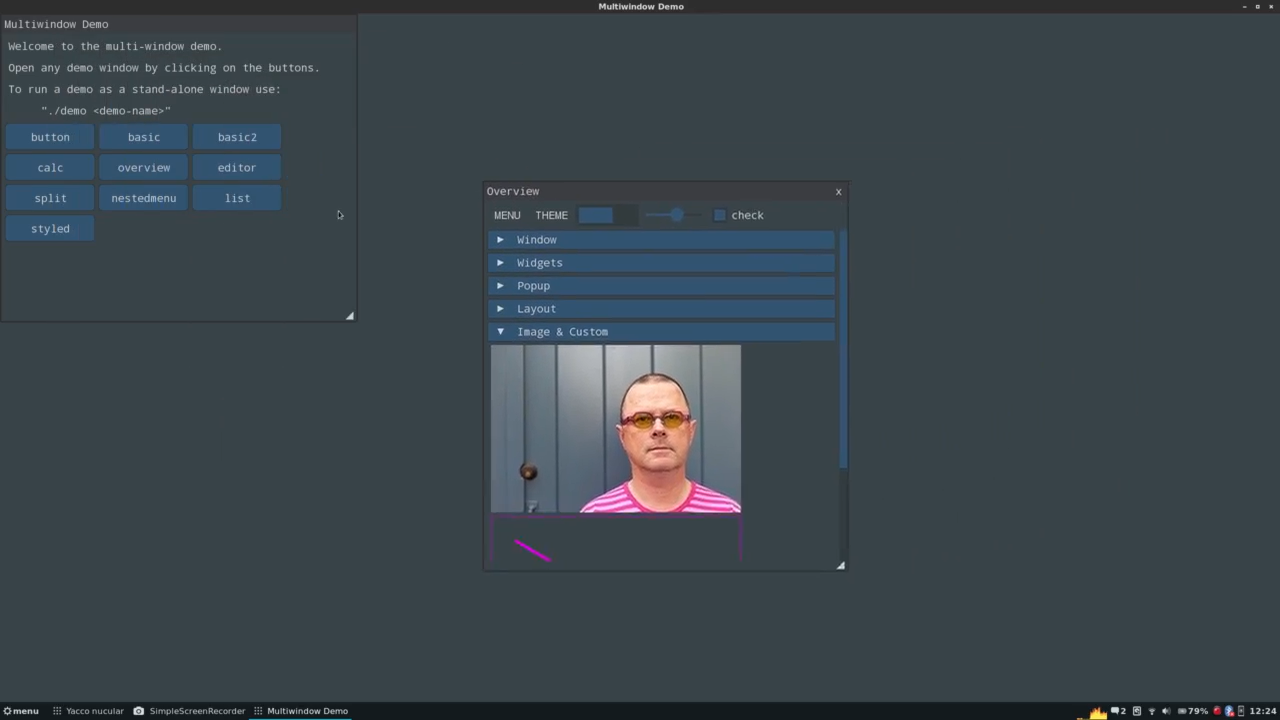 Multiwindow Demo
Multiwindow Demo
Welcome to the multi-window demo.
Open any demo window by clicking on the buttons.
To run a demo as a stand-alone window use:
"./demo <demo-name>"
button basic basic2
calc overview editor
split nestedmenu list
styled
Overview x
MENU THEME check
Window
Widgets
Popup
Layout
Image & Custom
menu Yacco nucular SimpleScreenRecorder Multiwindow Demo 2 79% 12:24